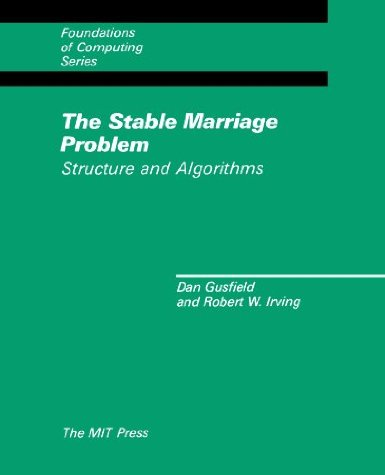 Foundations
of Computing
Series
The Stable Marriage
Problem
Structure and Algorithms
Dan Gusfield
and Robert W. Irving
The MIT Press